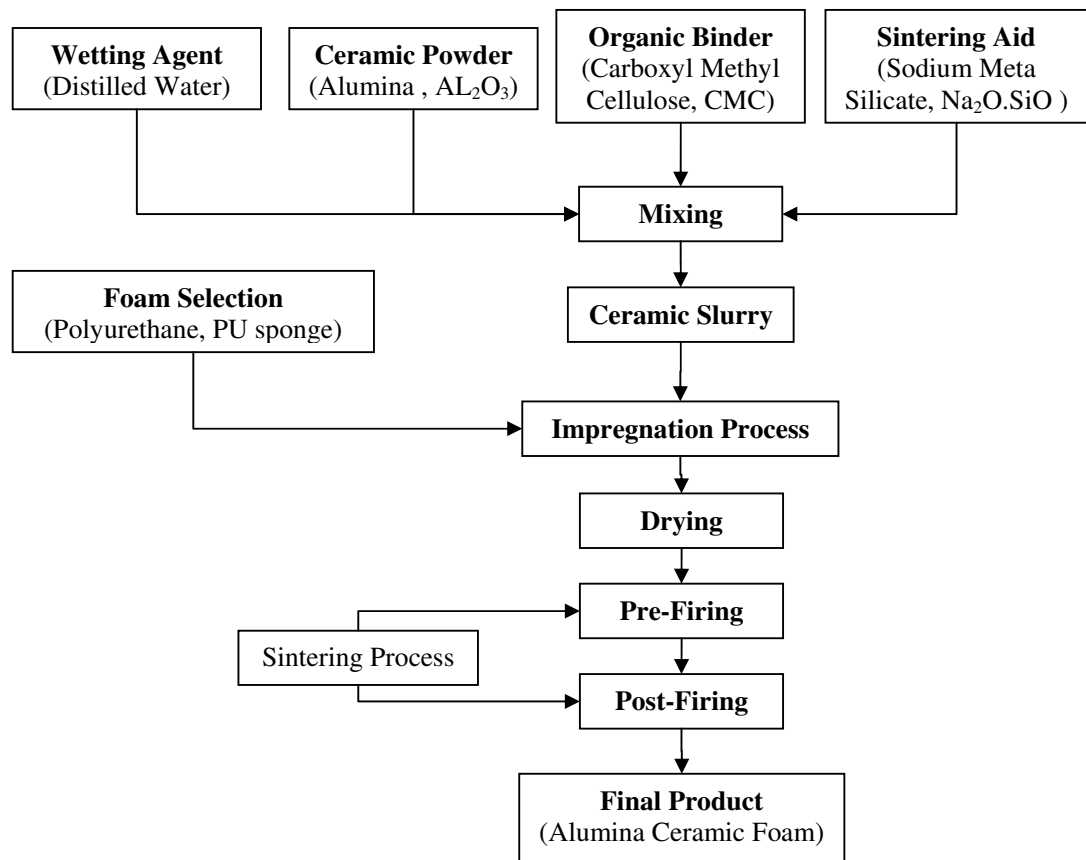 Wetting Agent
(Distilled Water)
Ceramic Powder
(Alumina , AL₂O₃)
Organic Binder
(Carboxyl Methyl
Cellulose, CMC)
Sintering Aid
(Sodium Meta
Silicate, Na₂O.SiO )
Mixing
Foam Selection
(Polyurethane, PU sponge)
Ceramic Slurry
Impregnation Process
Drying
Pre-Firing
Sintering Process
Post-Firing
Final Product
(Alumina Ceramic Foam)